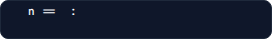 n == :